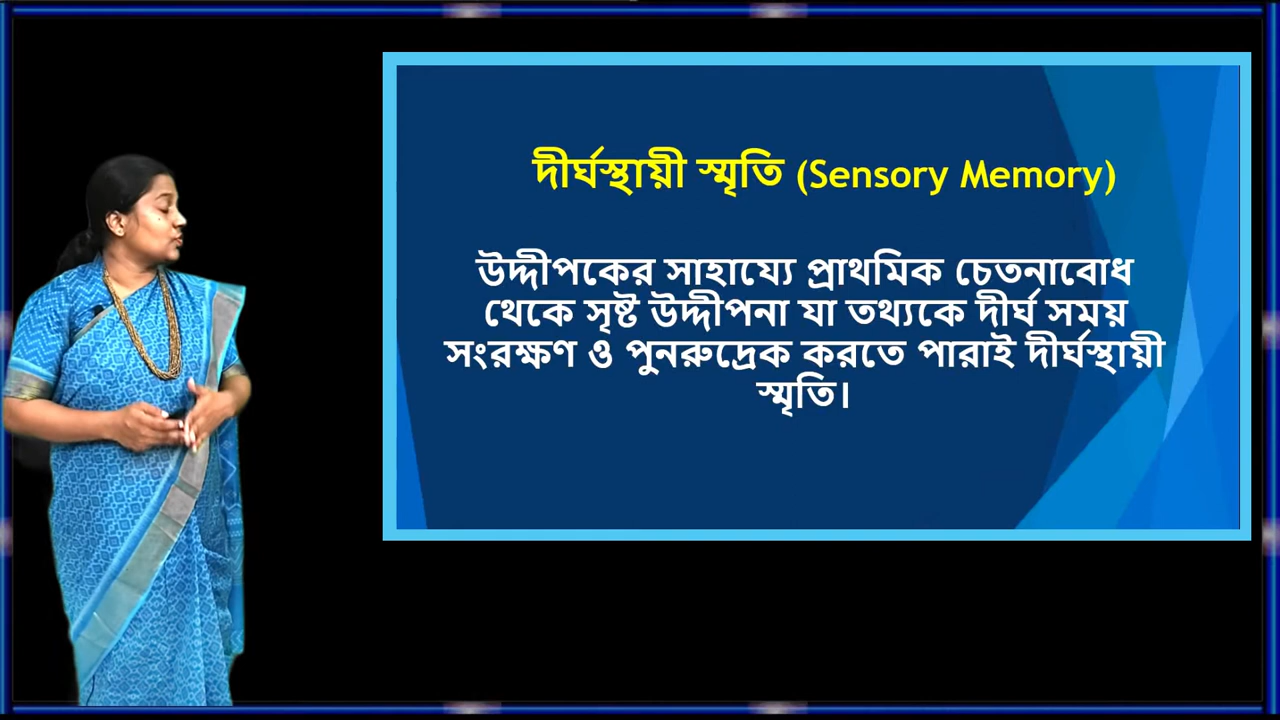 দীর্ঘস্থায়ী স্মৃতি (Sensory Memory)
উদ্দীপকের সাহায্যে প্রাথমিক চেতনাবোধ
থেকে সৃষ্ট উদ্দীপনা যা তথ্যকে দীর্ঘ সময়
সংরক্ষণ ও পুনরুদ্রেক করতে পারাই দীর্ঘস্থায়ী
স্মৃতি।